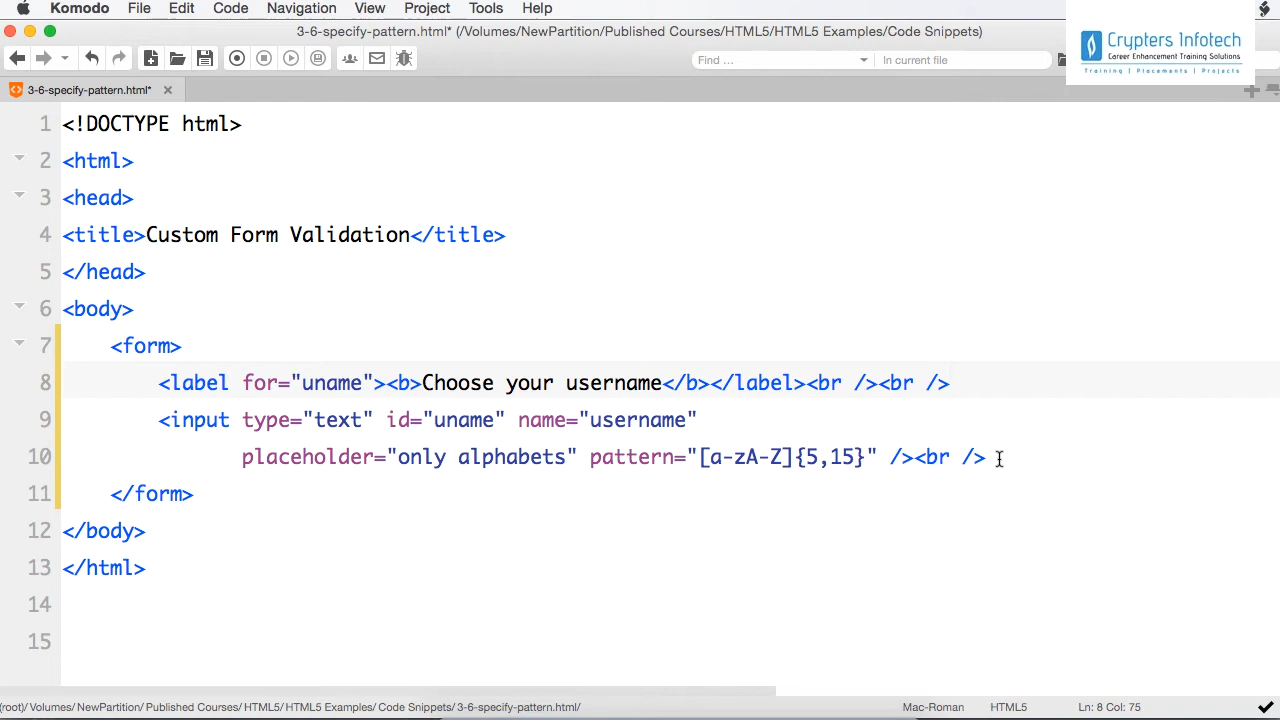 Komodo File Edit Code Navigation View Project Tools Help
3-6-specify-pattern.html* (/Volumes/NewPartition/Published Courses/HTML5/HTML5 Examples/Code Snippets)
Crypters Infotech
Career Enhancement Training Solutions
Training | Placements | Projects
Find ... In current file
3-6-specify-pattern.html*
1 <!DOCTYPE html>
2 <html>
3 <head>
4 <title>Custom Form Validation</title>
5 </head>
6 <body>
7 <form>
8 <label for="uname"><b>Choose your username</b></label><br /><br />
9 <input type="text" id="uname" name="username"
10 placeholder="only alphabets" pattern="[a-zA-Z]{5,15}" /><br />
11 </form>
12 </body>
13 </html>
14
15
(root)/ Volumes/ NewPartition/ Published Courses/ HTML5/ HTML5 Examples/ Code Snippets/ 3-6-specify-pattern.html/ Mac-Roman HTML5 Ln: 8 Col: 75